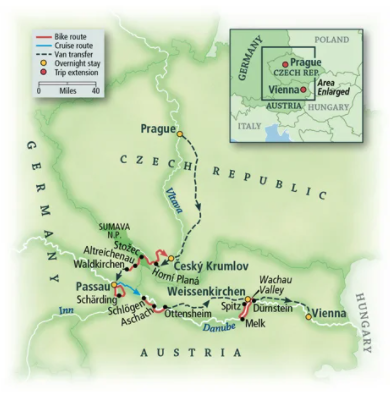 Bike route
Cruise route
Van transfer
Overnight stay
Trip extension
0
40
Miles
GERMANY
POLAND
Prague
CZECH REP.
Vienna
Area
Enlarged
AUSTRIA
HUNGARY
ITALY
Prague
CZECH REPUBLIC
Vltava
GERMANY
SUMAVA
N.P.
Stožec
Altreichenau
Waldkirchen
Horní Planá
Český Krumlov
Passau
Schärding
Schlögen
Aschach
Ottensheim
Weissenkirchen
Wachau
Valley
Spitz
Dürnstein
Melk
Vienna
Inn
Danube
AUSTRIA
HUNGARY